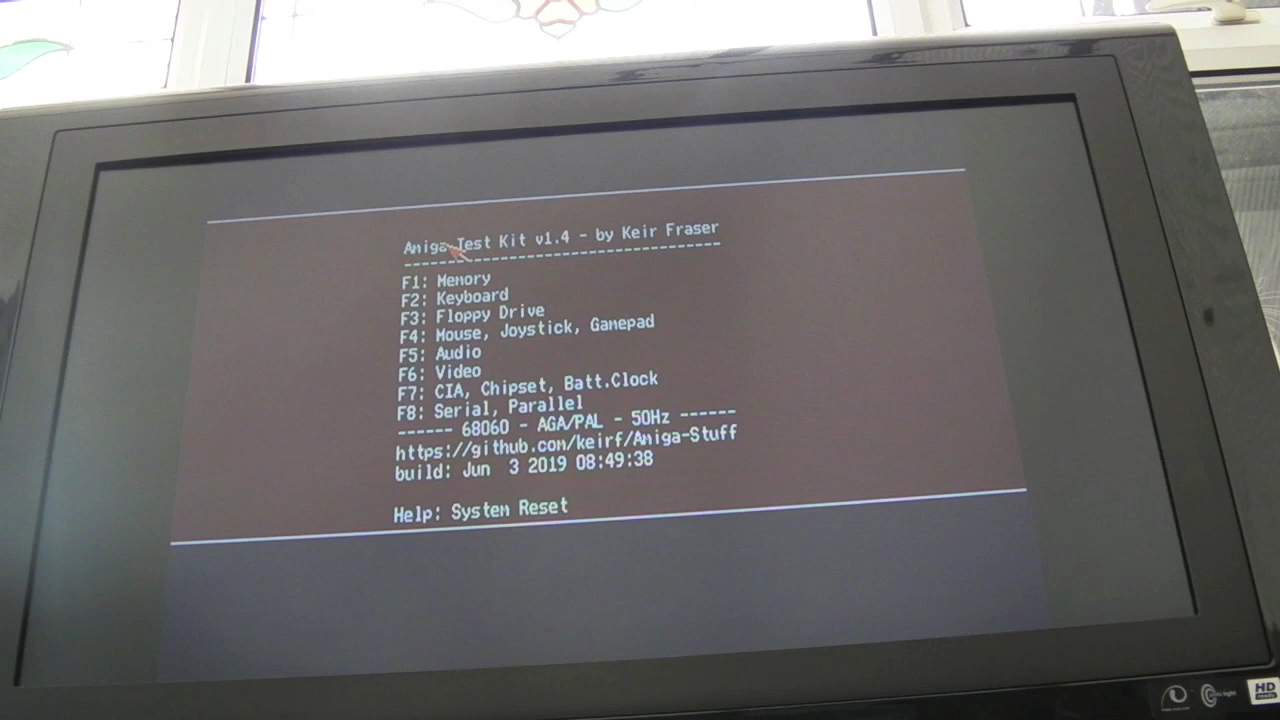 Amiga Test Kit v1.4 - by Keir Fraser
------------------------------------
F1: Memory
F2: Keyboard
F3: Floppy Drive
F4: Mouse, Joystick, Gamepad
F5: Audio
F6: Video
F7: CIA, Chipset, Batt.Clock
F8: Serial, Parallel
------ 68060 - AGA/PAL - 50Hz ------
https://github.com/keirf/Amiga-Stuff
build: Jun  3 2019 08:49:38
Help: System Reset
HD
ready